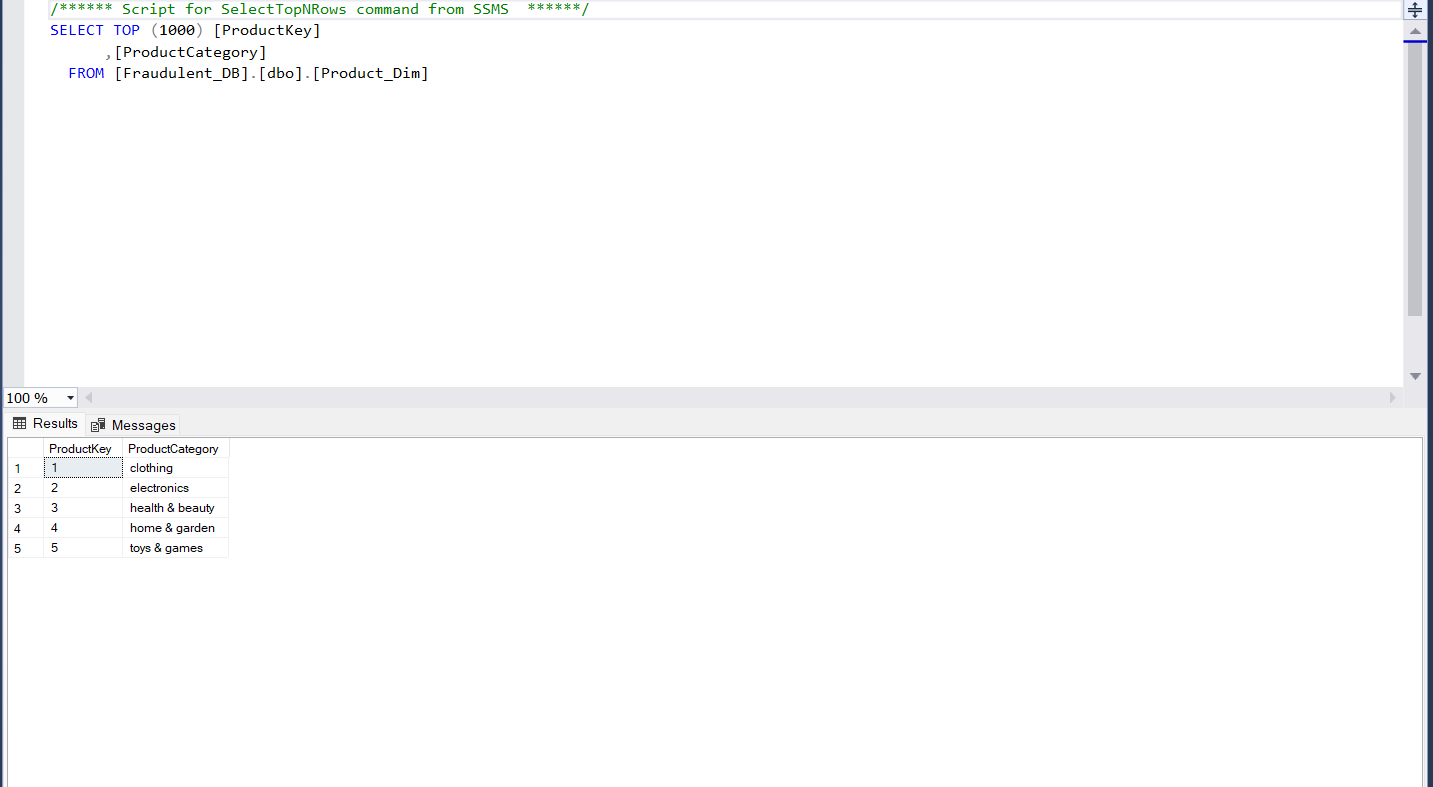 /****** Script for SelectTopNRows command from SSMS  ******/
SELECT TOP (1000) [ProductKey]
      ,[ProductCategory]
  FROM [Fraudulent_DB].[dbo].[Product_Dim]
100 %
Results Messages
ProductKey ProductCategory
1 1 clothing
2 2 electronics
3 3 health & beauty
4 4 home & garden
5 5 toys & games